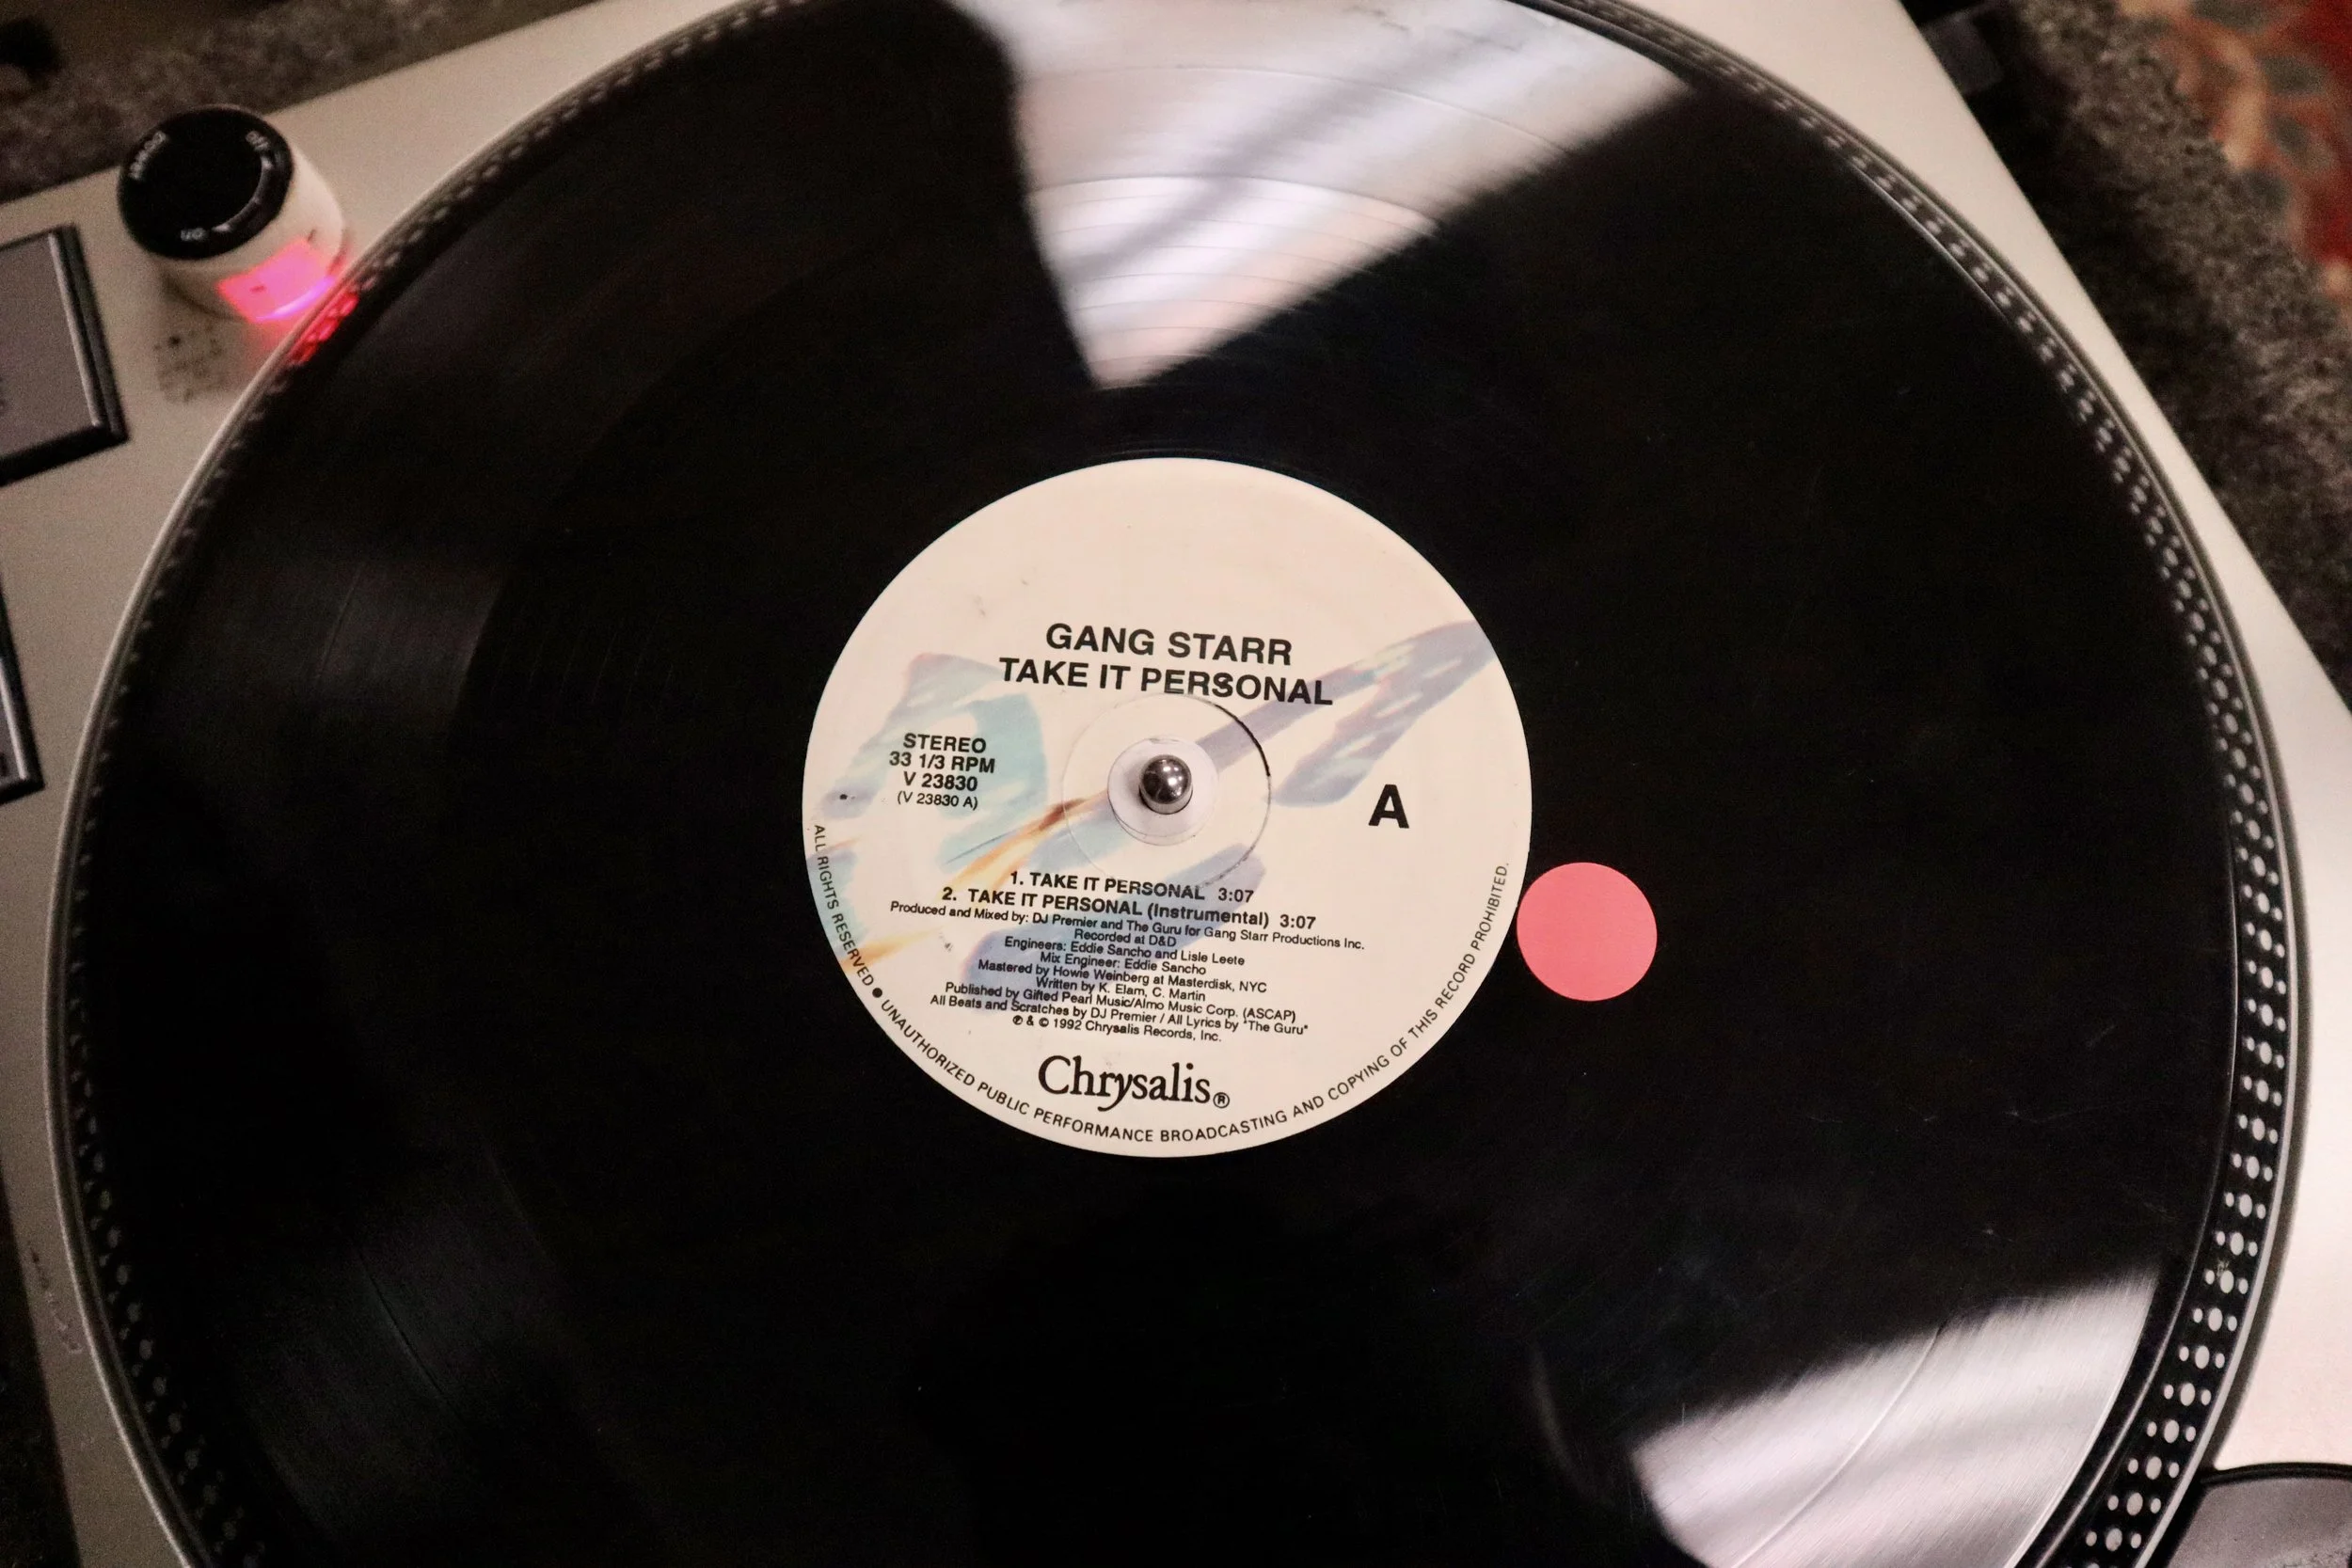 GANG STARR
TAKE IT PERSONAL
STEREO
33 1/3 RPM
V 23830
(V 23830 A)
A
1. TAKE IT PERSONAL 3:07
2. TAKE IT PERSONAL (Instrumental) 3:07
Produced and Mixed by: DJ Premier and The Guru for Gang Starr Productions Inc.
Recorded at D&D
Engineers: Eddie Sancho and Lisle Leete
Mix Engineer: Eddie Sancho
Mastered by Howie Weinberg at Masterdisk, NYC
Written by K. Elam, C. Martin
Published by Gifted Pearl Music/Almo Music Corp. (ASCAP)
All Beats and Scratches by DJ Premier / All Lyrics by "The Guru"
℗ & © 1992 Chrysalis Records, Inc.
Chrysalis®
ALL RIGHTS RESERVED ● UNAUTHORIZED PUBLIC PERFORMANCE BROADCASTING AND COPYING OF THIS RECORD PROHIBITED.